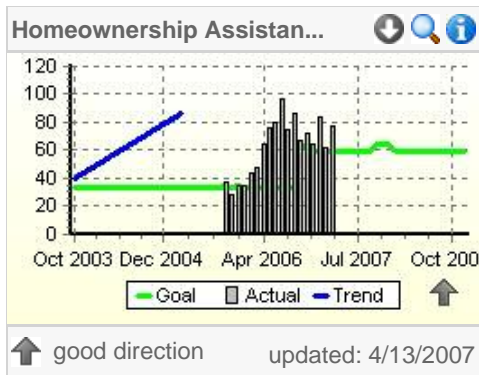 Homeownership Assistan...
120
100
80
60
40
20
0
Oct 2003 Dec 2004 Apr 2006 Jul 2007 Oct 200
Goal Actual Trend
good direction updated: 4/13/2007